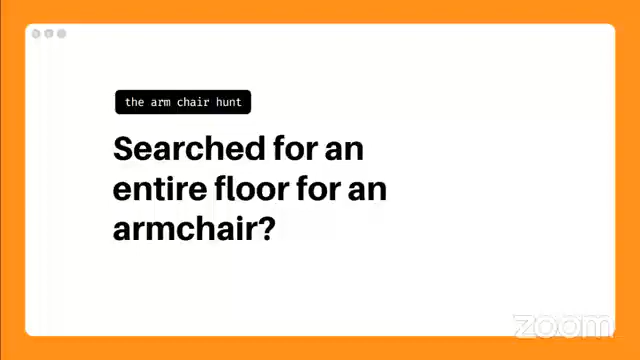 the arm chair hunt
Searched for an
entire floor for an
armchair?
zoom